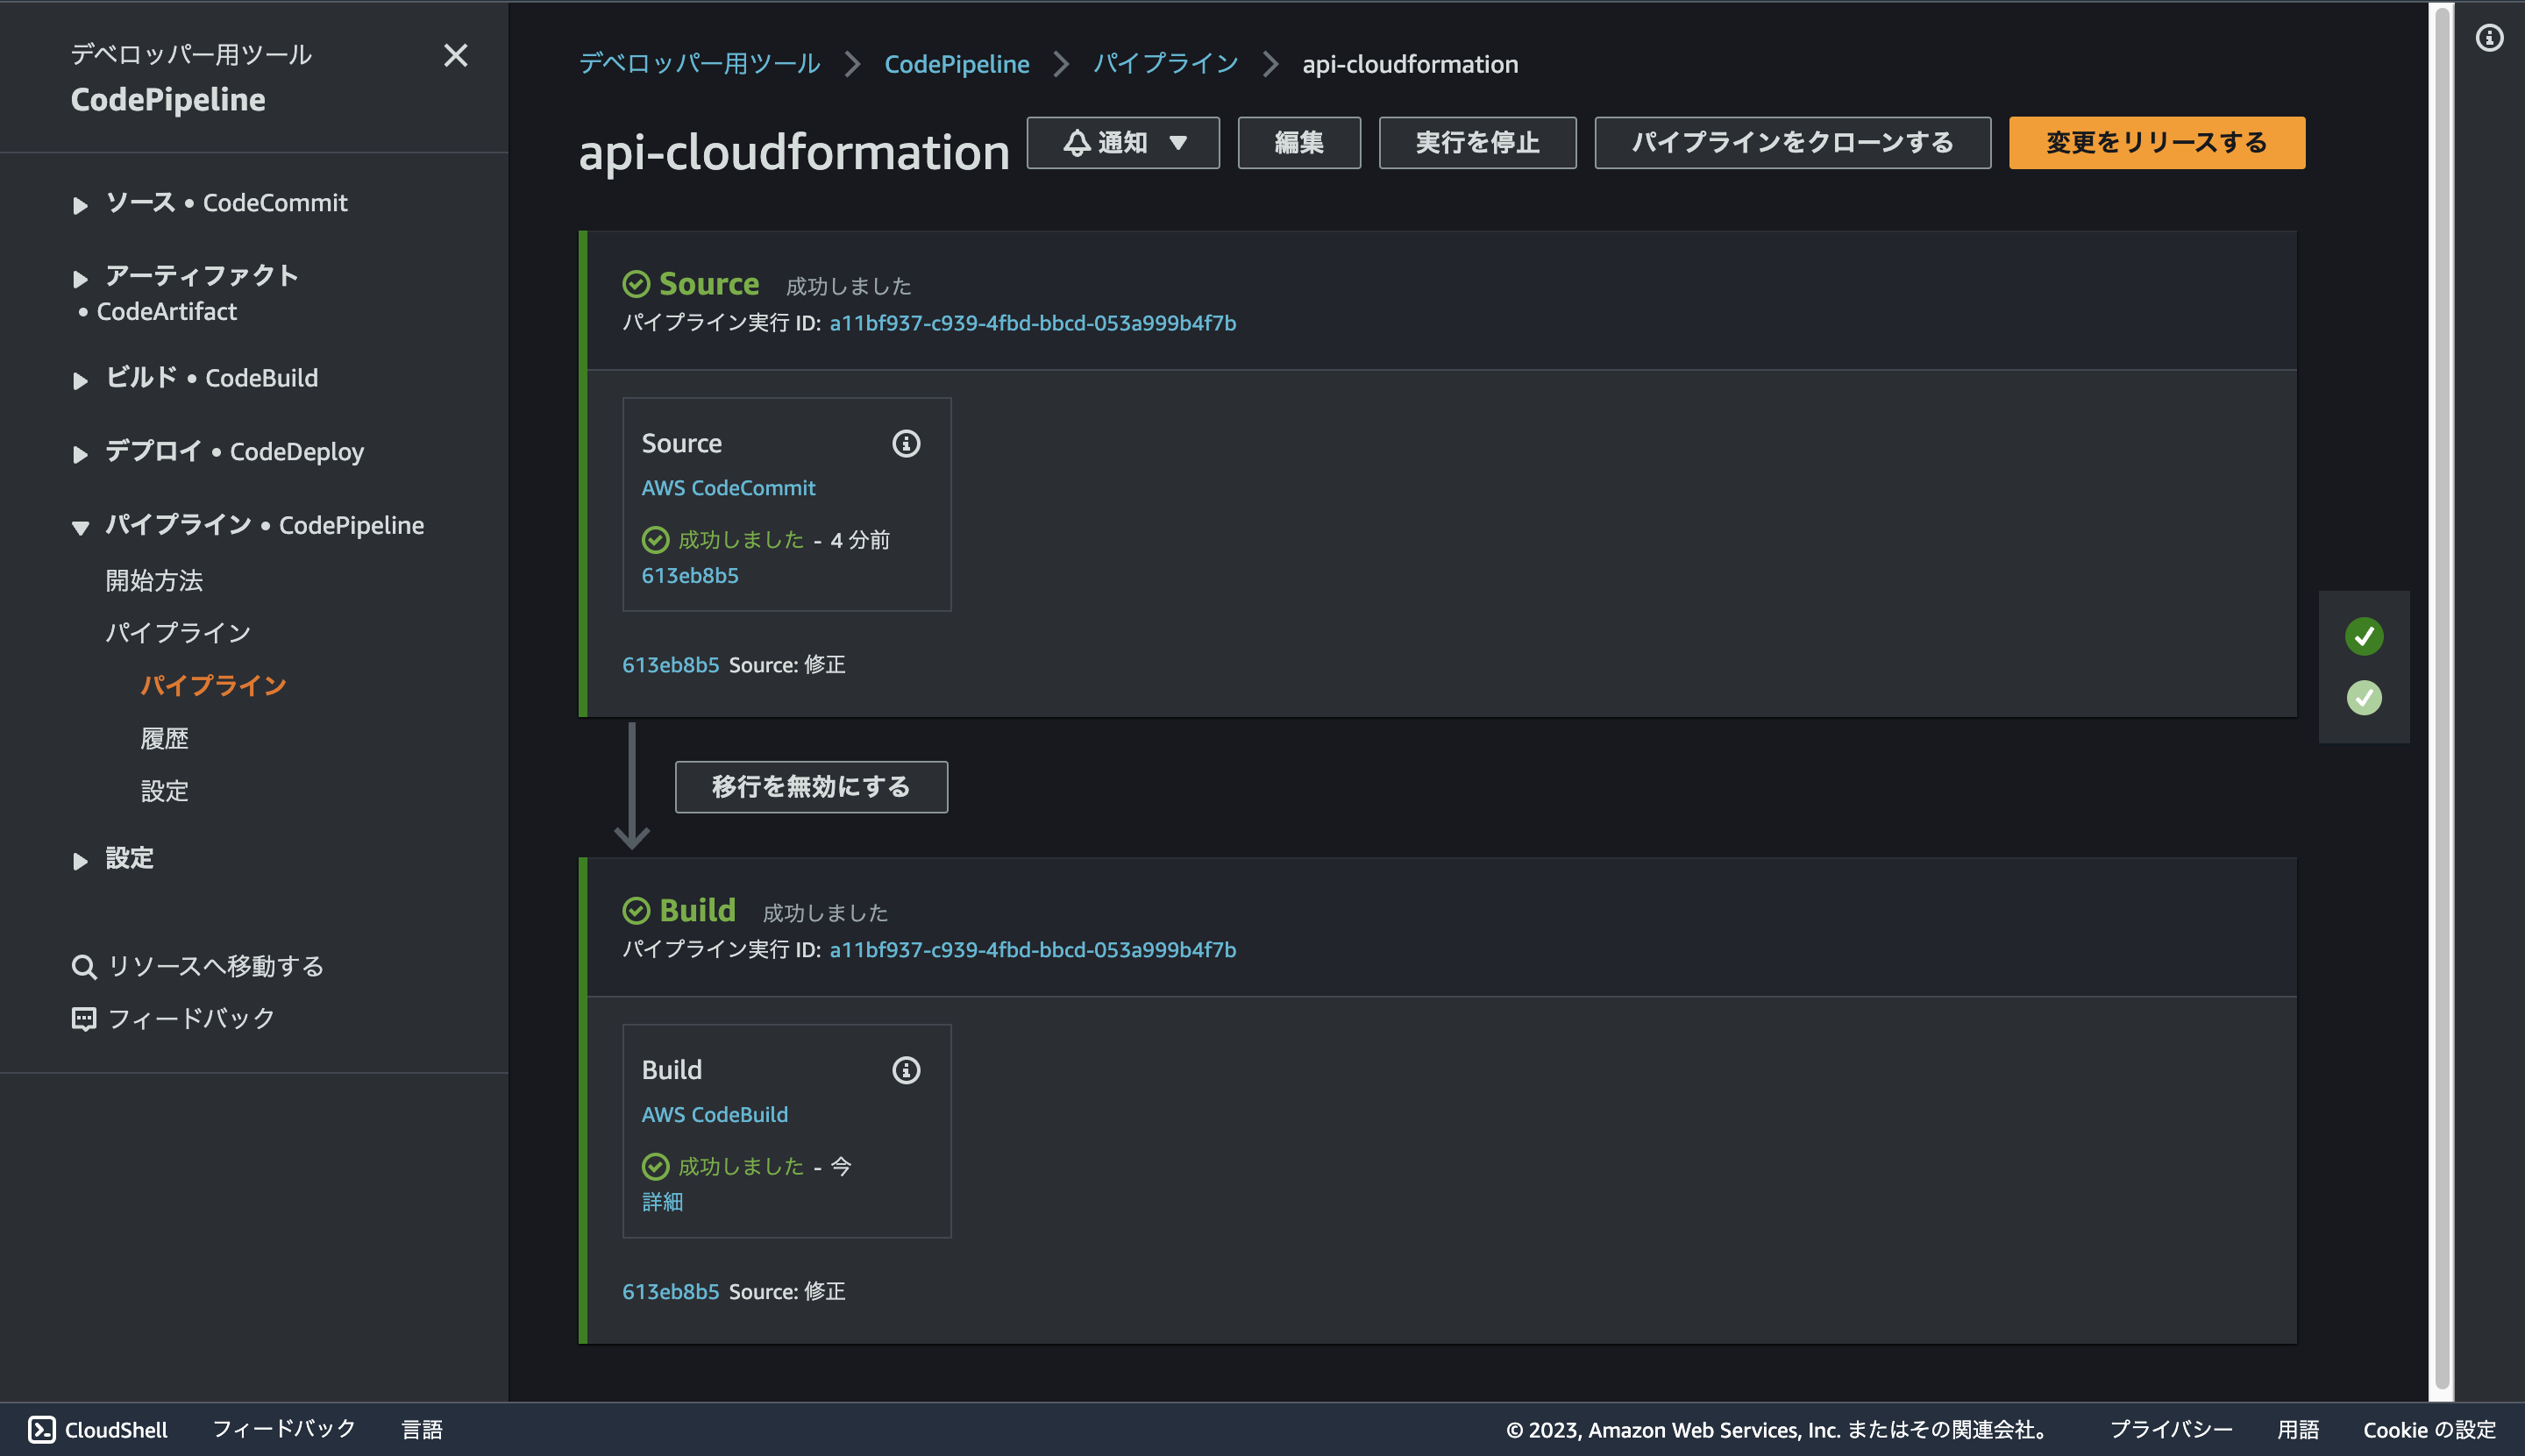 デベロッパー用ツール
CodePipeline
ソース • CodeCommit
アーティファクト
• CodeArtifact
ビルド • CodeBuild
デプロイ • CodeDeploy
パイプライン • CodePipeline
開始方法
パイプライン
パイプライン
履歴
設定
設定
リソースへ移動する
フィードバック
デベロッパー用ツール CodePipeline パイプライン api-cloudformation
api-cloudformation 通知 編集 実行を停止 パイプラインをクローンする 変更をリリースする
Source 成功しました
パイプライン実行 ID: a11bf937-c939-4fbd-bbcd-053a999b4f7b
Source
AWS CodeCommit
成功しました - 4 分前
613eb8b5
613eb8b5 Source: 修正
移行を無効にする
Build 成功しました
パイプライン実行 ID: a11bf937-c939-4fbd-bbcd-053a999b4f7b
Build
AWS CodeBuild
成功しました - 今
詳細
613eb8b5 Source: 修正
CloudShell フィードバック 言語 © 2023, Amazon Web Services, Inc. またはその関連会社。 プライバシー 用語 Cookie の設定